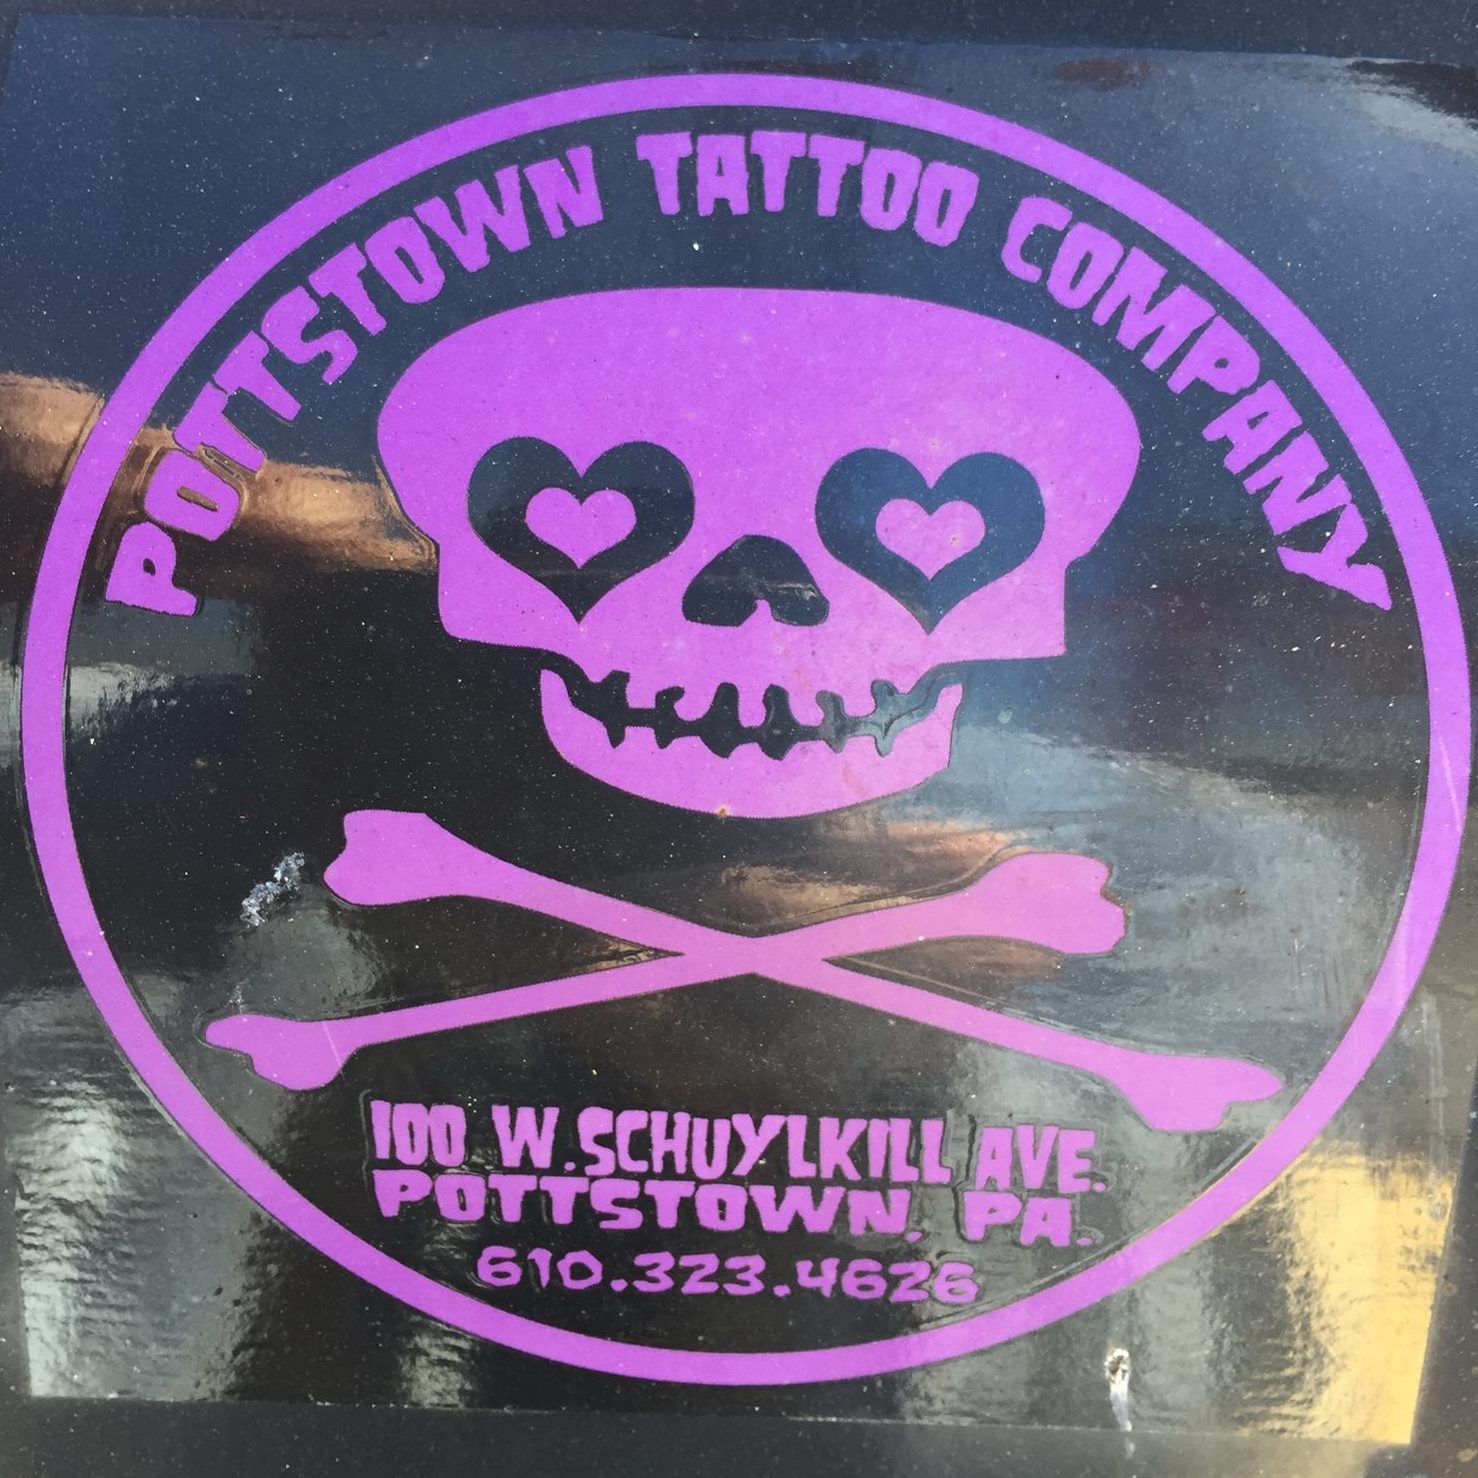 POTTSTOWN TATTOO COMPANY
100 W. SCHUYLKILL AVE.
POTTSTOWN, PA.
610.323.4626